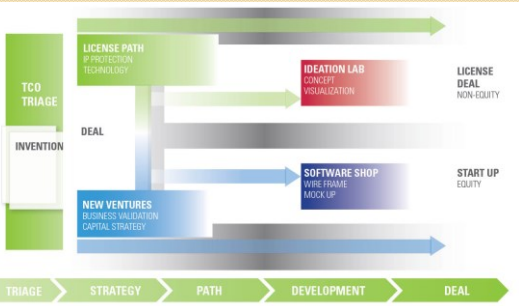 LICENSE PATH
IP PROTECTION
TECHNOLOGY
TCO
TRIAGE
INVENTION
DEAL
IDEATION LAB
CONCEPT
VISUALIZATION
LICENSE
DEAL
NON-EQUITY
SOFTWARE SHOP
WIRE FRAME
MOCK UP
START UP
EQUITY
NEW VENTURES
BUSINESS VALIDATION
CAPITAL STRATEGY
TRIAGE
STRATEGY
PATH
DEVELOPMENT
DEAL